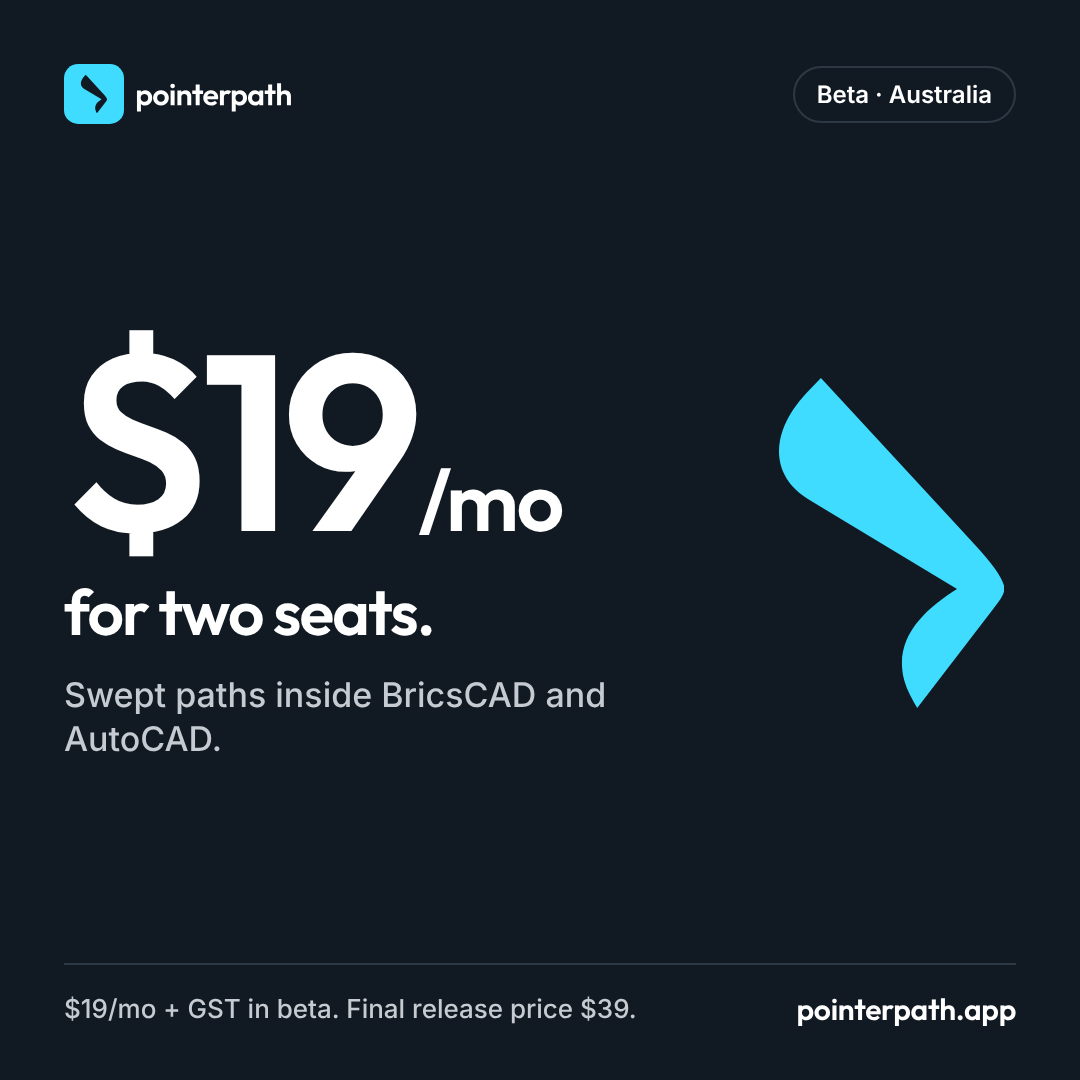 pointerpath
Beta · Australia
$19/mo
for two seats.
Swept paths inside BricsCAD and
AutoCAD.
$19/mo + GST in beta. Final release price $39.
pointerpath.app